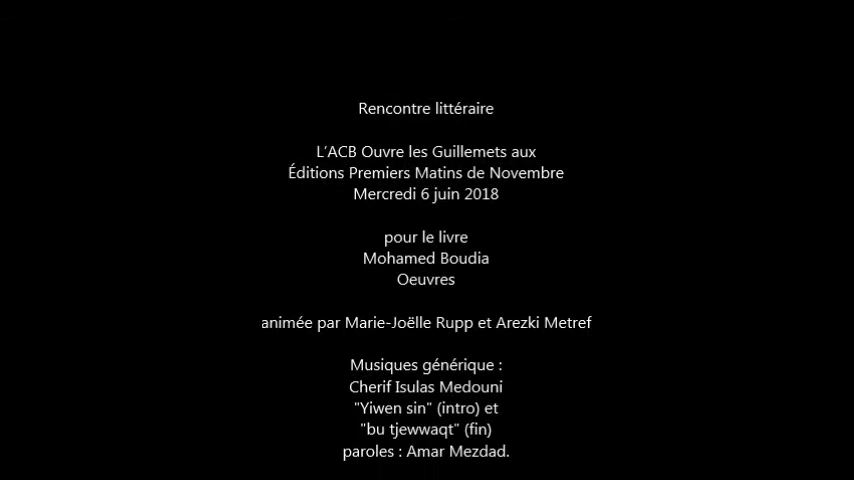 Rencontre littéraire
L'ACB Ouvre les Guillemets aux
Éditions Premiers Matins de Novembre
Mercredi 6 juin 2018
pour le livre
Mohamed Boudia
Oeuvres
animée par Marie-Joëlle Rupp et Arezki Metref
Musiques générique :
Cherif Isulas Medouni
"Yiwen sin" (intro) et
"bu tjewwaqt" (fin)
paroles : Amar Mezdad.